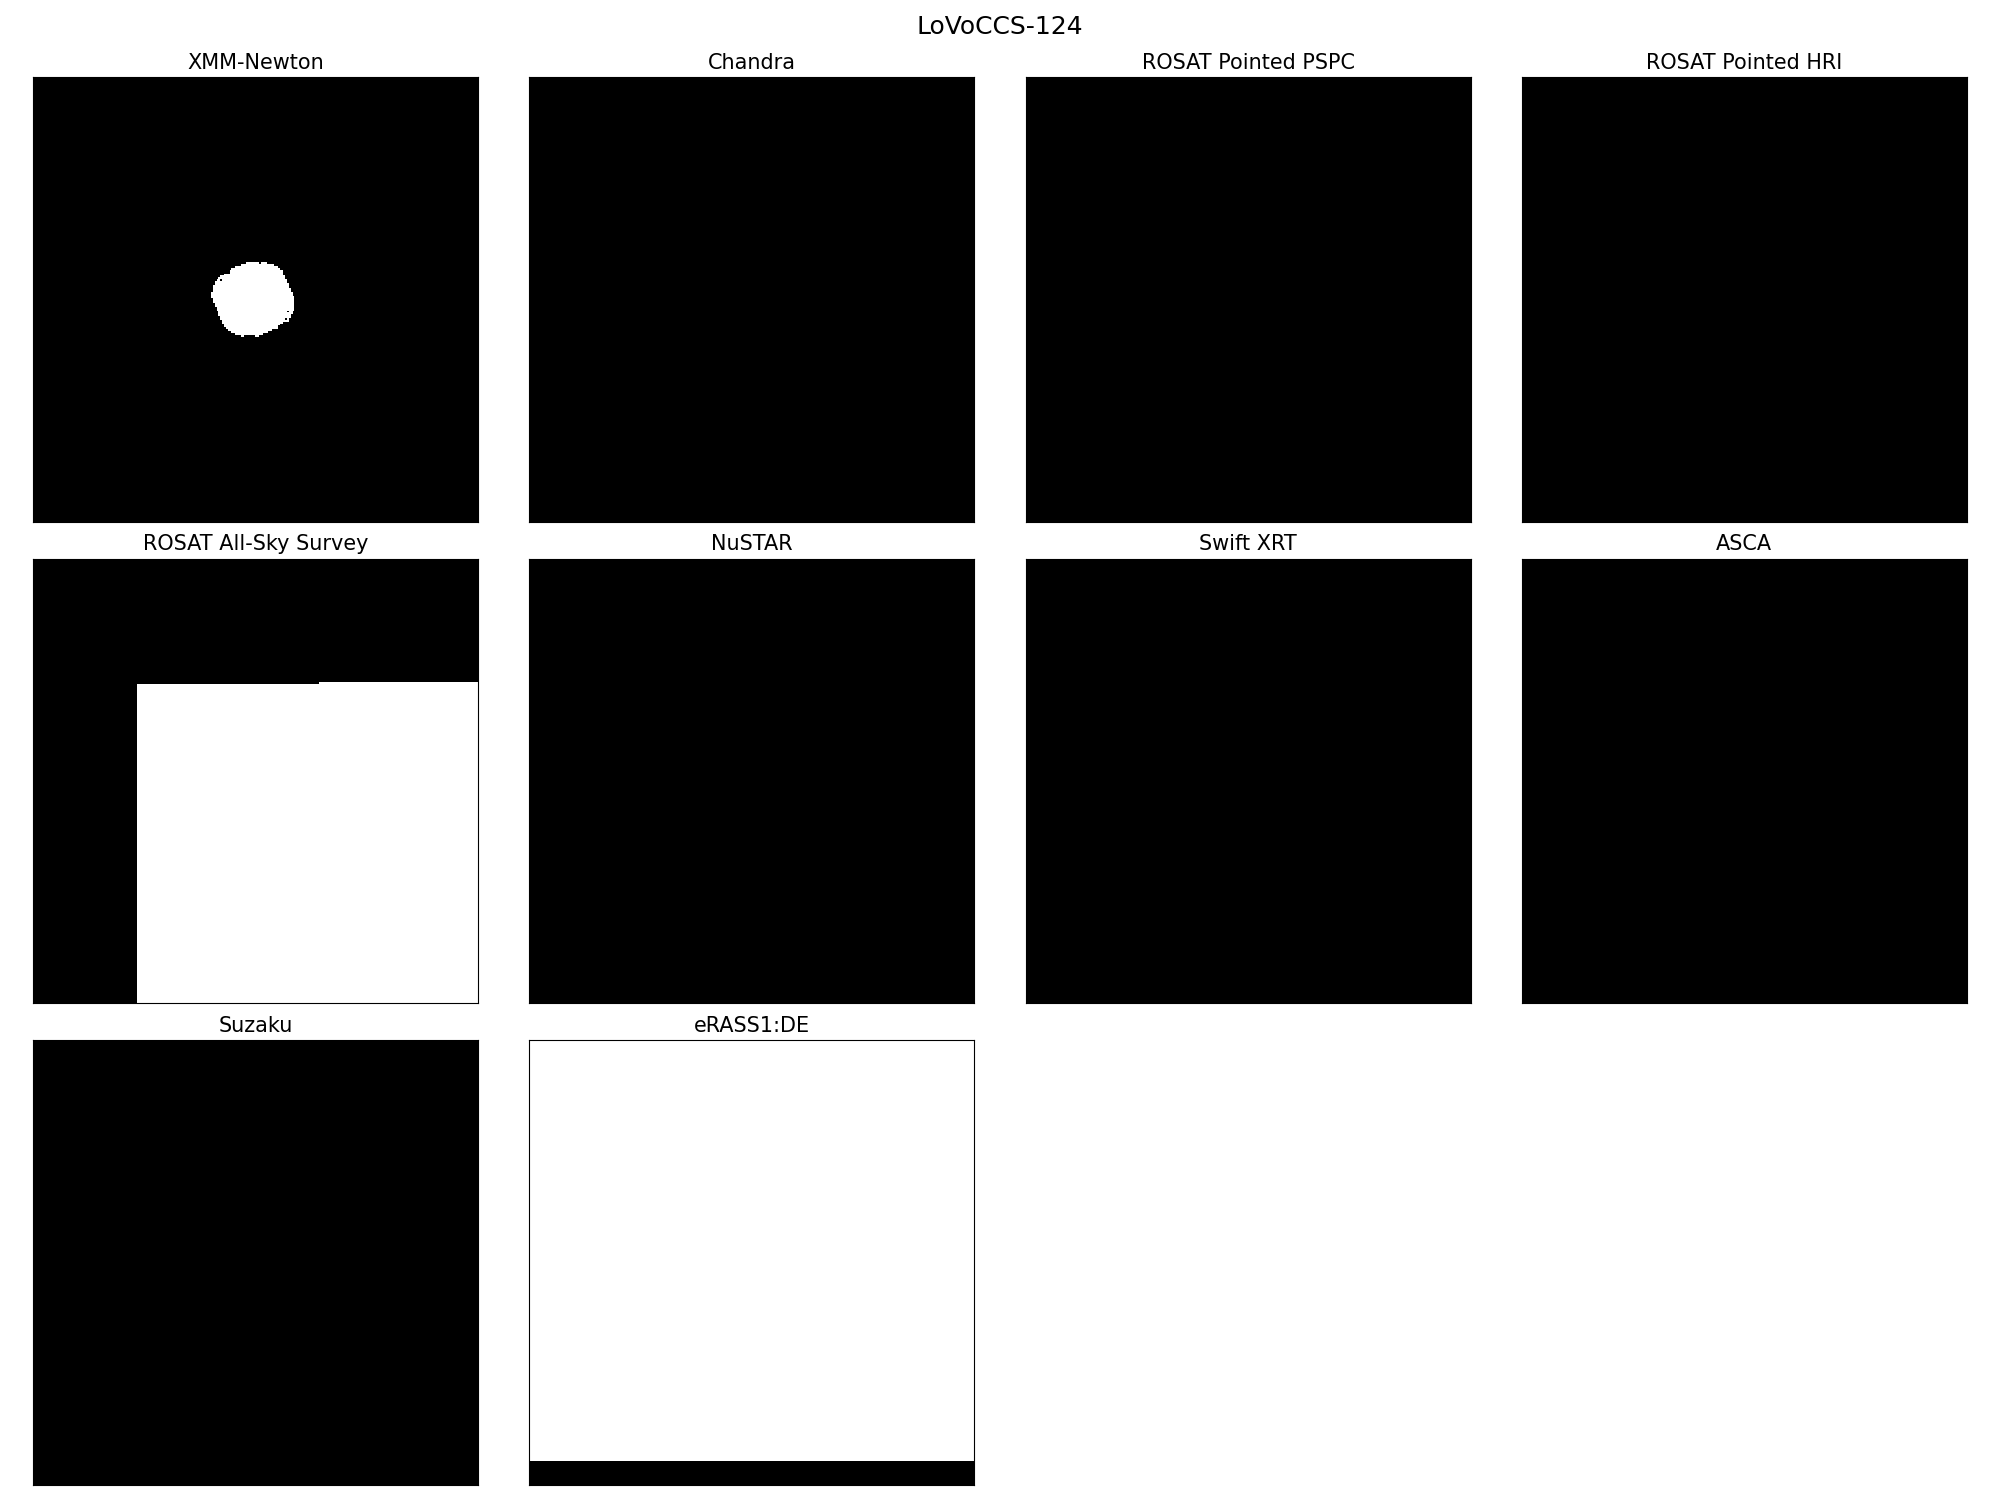 LoVoCCS-124
XMM-Newton
Chandra
ROSAT Pointed PSPC
ROSAT Pointed HRI
ROSAT All-Sky Survey
NuSTAR
Swift XRT
ASCA
Suzaku
eRASS1:DE